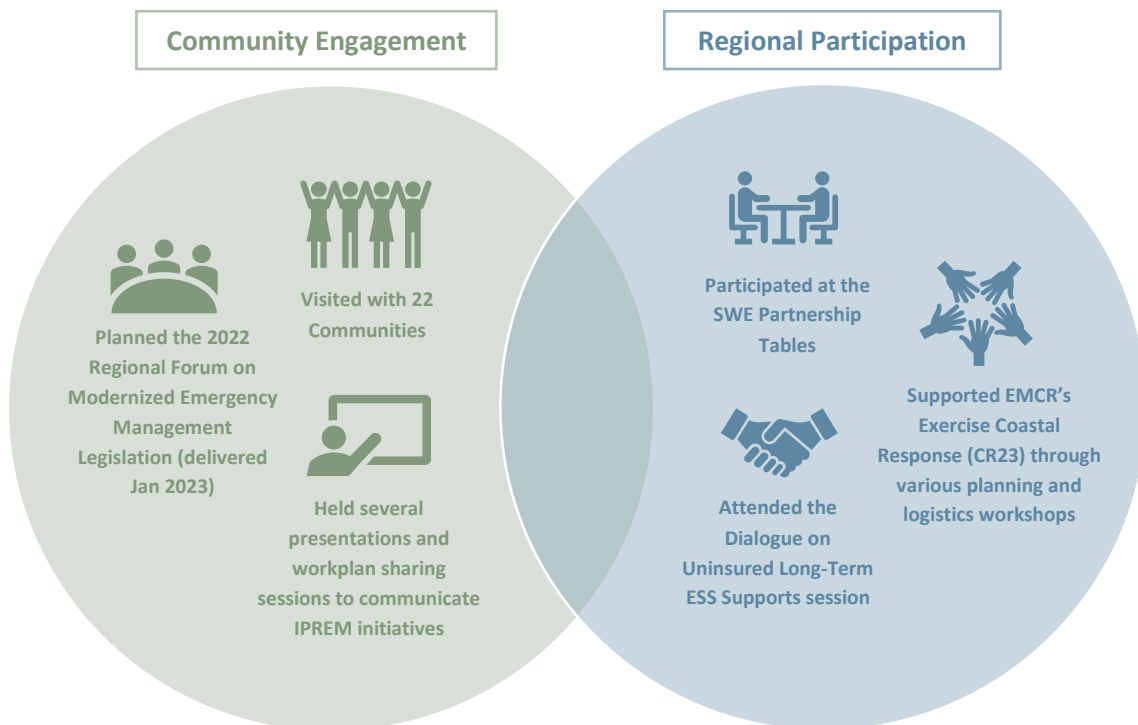 Community Engagement
Regional Participation
Visited with 22
Communities
Planned the 2022
Regional Forum on
Modernized Emergency
Management
Legislation (delivered
Jan 2023)
Held several
presentations and
workplan sharing
sessions to communicate
IPREM initiatives
Participated at the
SWE Partnership
Tables
Supported EMCR’s
Exercise Coastal
Response (CR23) through
various planning and
logistics workshops
Attended the
Dialogue on
Uninsured Long-Term
ESS Supports session